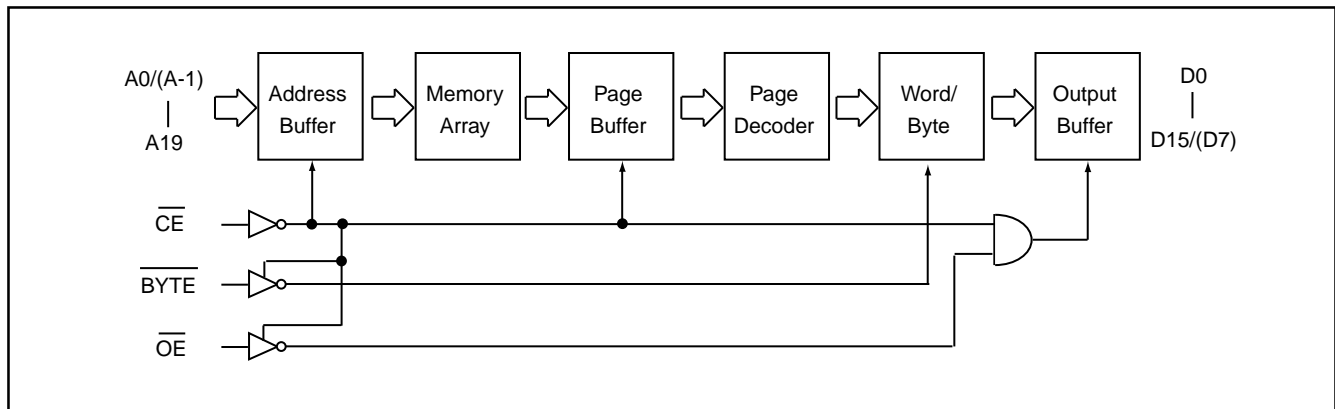 A0/(A-1)
A19
Address
Buffer
Memory
Array
Page
Buffer
Page
Decoder
Word/
Byte
Output
Buffer
D0
D15/(D7)
CE
BYTE
OE